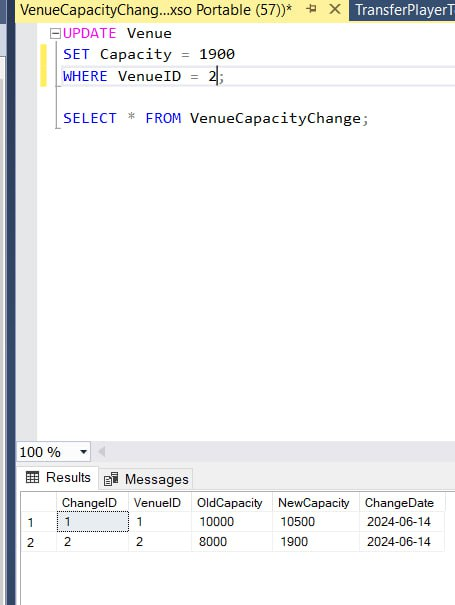 VenueCapacityChang...xso Portable (57))* TransferPlayerTo
UPDATE Venue
SET Capacity = 1900
WHERE VenueID = 2;
SELECT * FROM VenueCapacityChange;
100 %
Results Messages
ChangeID VenueID OldCapacity NewCapacity ChangeDate
1 1 1 10000 10500 2024-06-14
2 2 2 8000 1900 2024-06-14